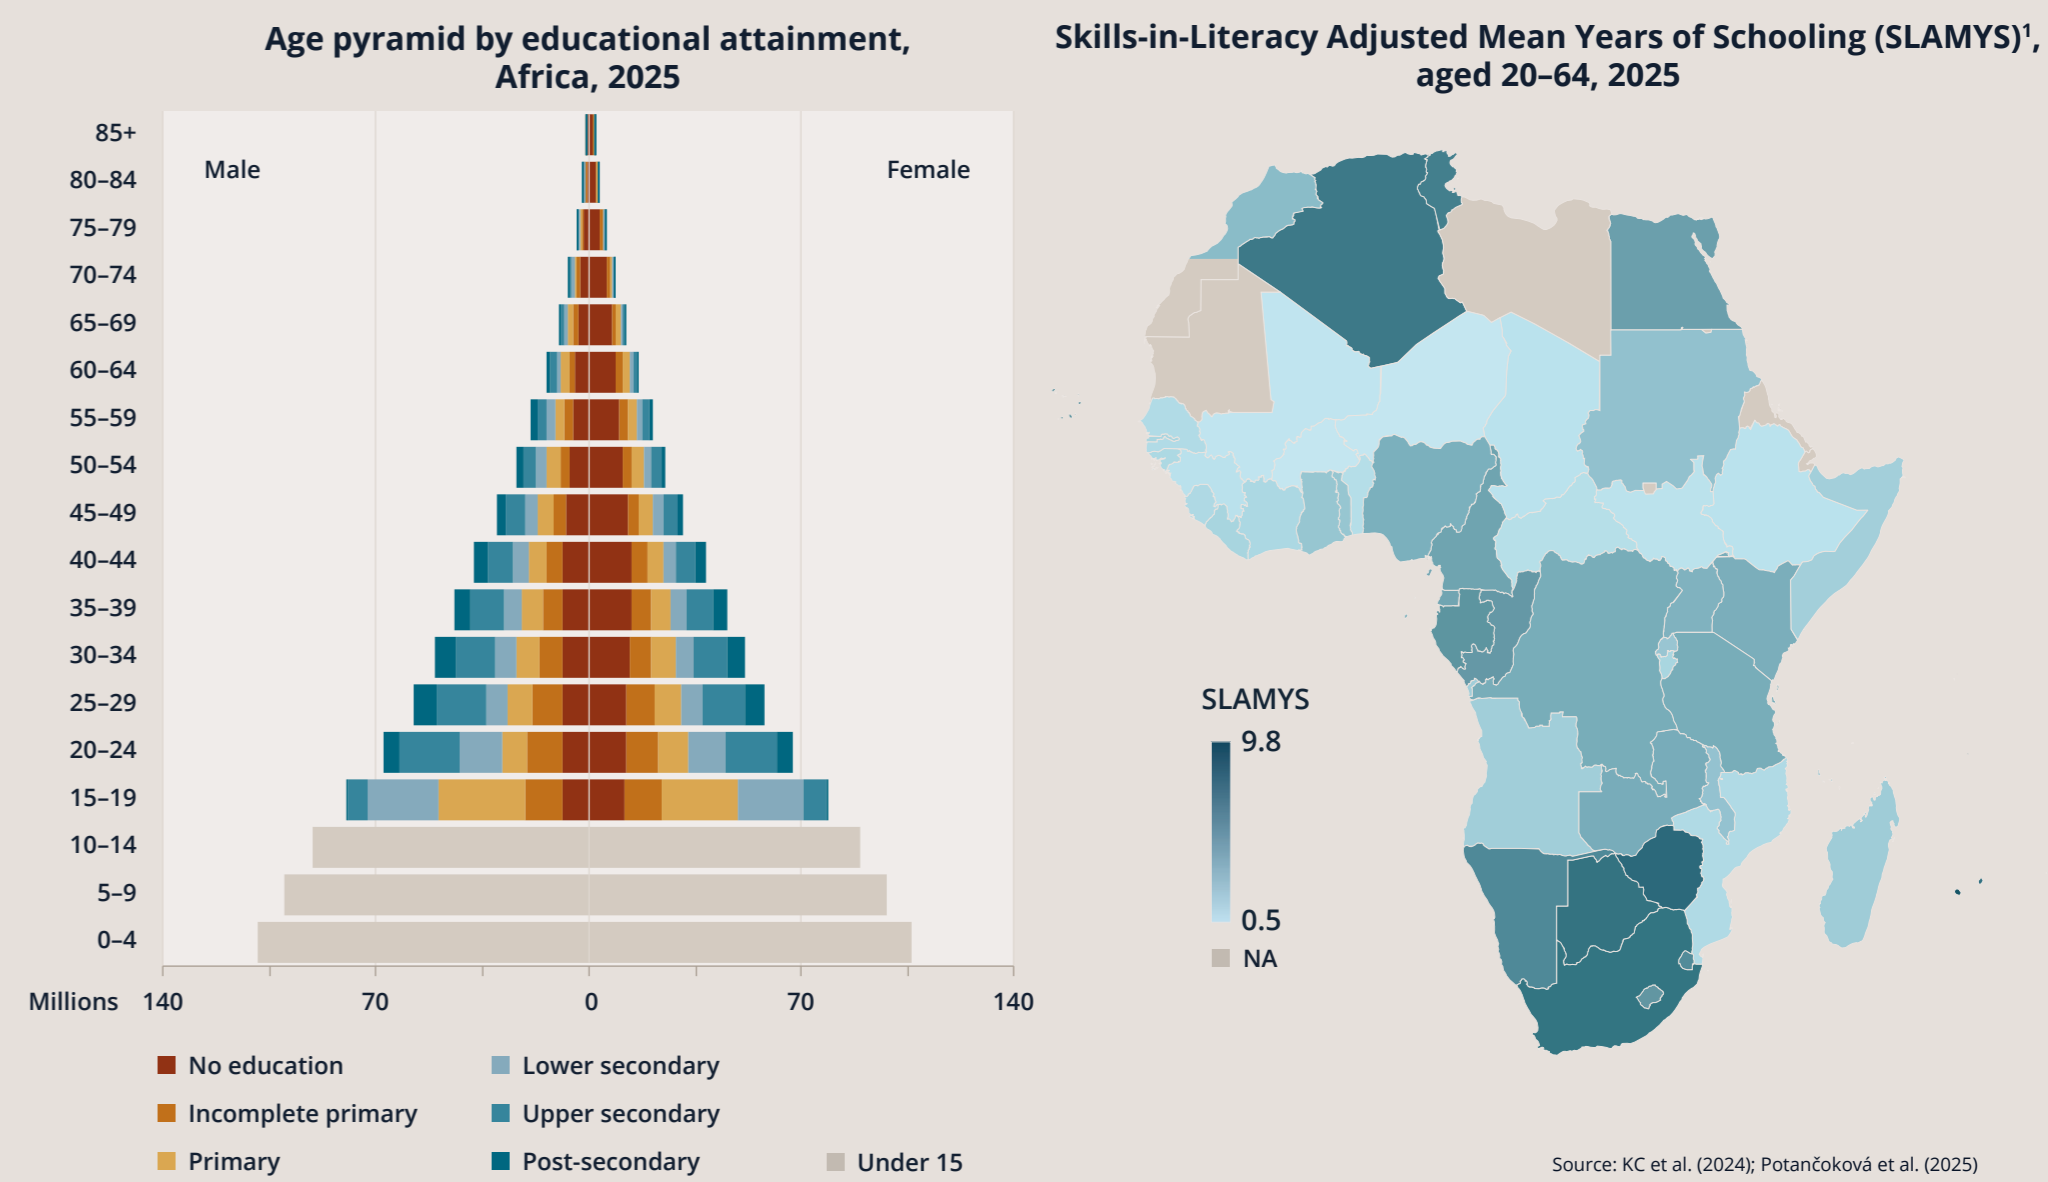 Age pyramid by educational attainment,
Africa, 2025
Male
Female
85+
80–84
75–79
70–74
65–69
60–64
55–59
50–54
45–49
40–44
35–39
30–34
25–29
20–24
15–19
10–14
5–9
0–4
Millions 140 70 0 70 140
No education
Incomplete primary
Primary
Lower secondary
Upper secondary
Post-secondary
Under 15
Skills-in-Literacy Adjusted Mean Years of Schooling (SLAMYS)¹,
aged 20–64, 2025
SLAMYS
9.8
0.5
NA
Source: KC et al. (2024); Potančoková et al. (2025)